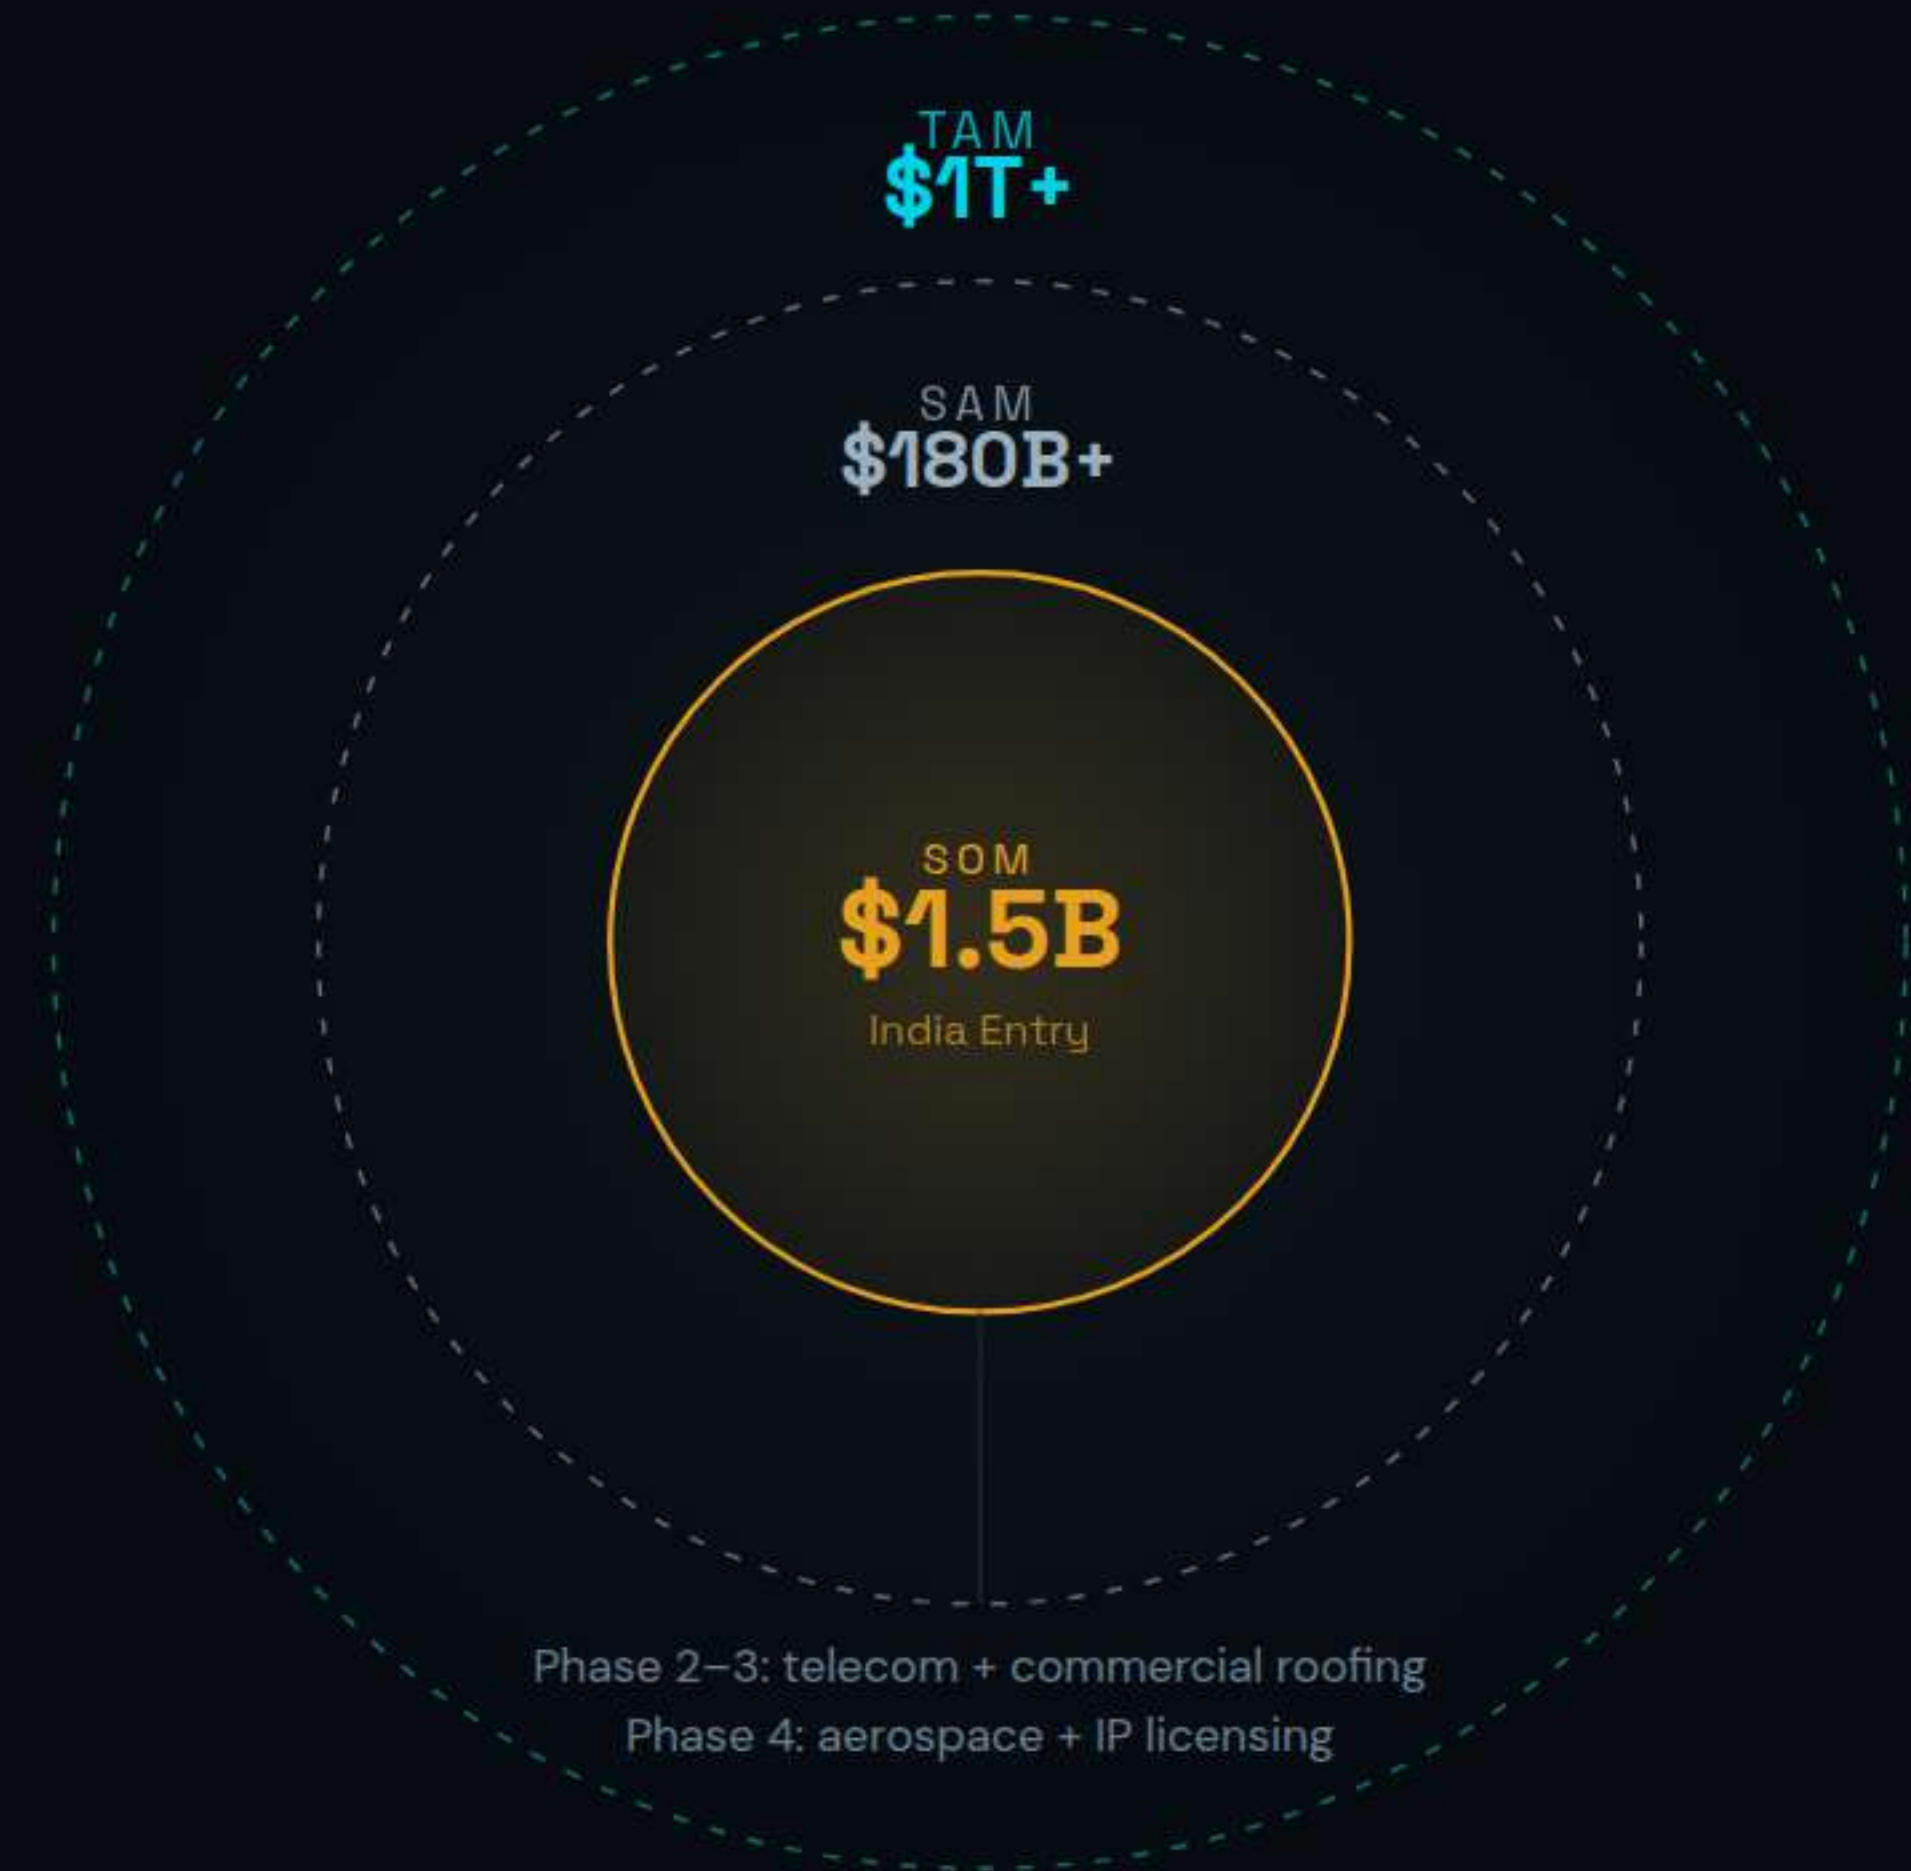 TAM
$1T+
SAM
$180B+
SOM
$1.5B
India Entry
Phase 2–3: telecom + commercial roofing
Phase 4: aerospace + IP licensing